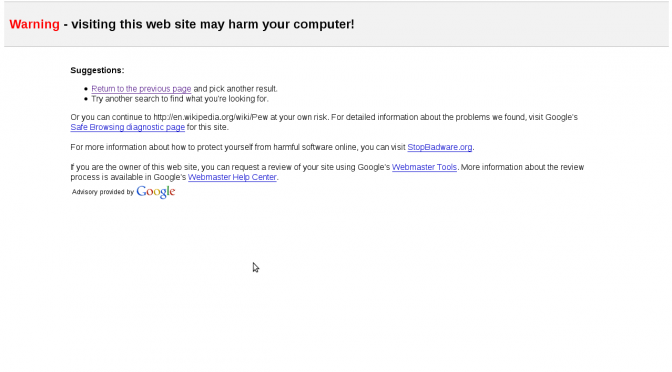 Warning - visiting this web site may harm your computer!
Suggestions:
Return to the previous page and pick another result.
Try another search to find what you're looking for.
Or you can continue to http://en.wikipedia.org/wiki/Pew at your own risk. For detailed information about the problems we found, visit Google's
Safe Browsing diagnostic page for this site.
For more information about how to protect yourself from harmful software online, you can visit StopBadware.org.
If you are the owner of this web site, you can request a review of your site using Google's Webmaster Tools. More information about the review
process is available in Google's Webmaster Help Center.
Advisory provided by Google